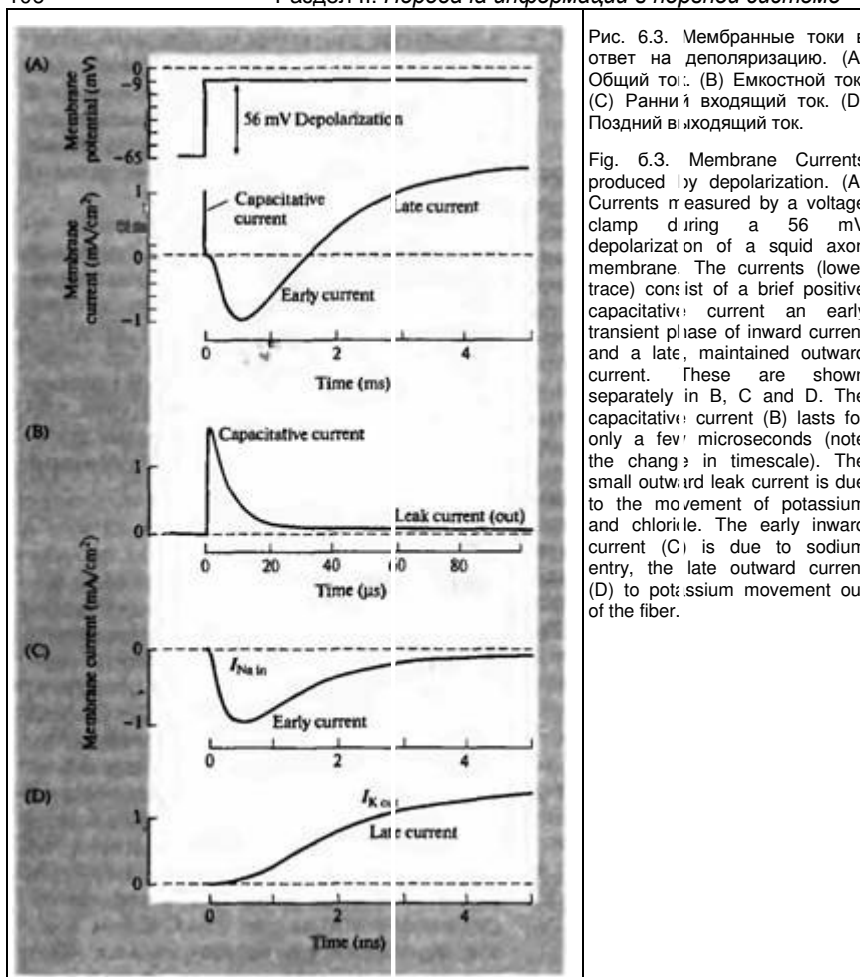 Раздел II. Передача информации в нервной системе
(A)
Membrane
potential (mV)
0
−9
−65
56 mV Depolarization
Membrane
current (mA/cm²)
1
0
−1
Capacitative
current
Late current
Early current
0 2 4
Time (ms)
(B)
Capacitative current
1
0
Leak current (out)
0 20 40 60 80
Time (µs)
Membrane current (mA/cm²)
(C)
0
−1
I Na in
Early current
0 2 4
(D)
1
0
I K out
Late current
0 2 4
Time (ms)
Рис. 6.3. Мембранные токи в
ответ на деполяризацию. (A)
Общий ток. (B) Емкостной ток.
(C) Ранний входящий ток. (D)
Поздний выходящий ток.
Fig. 6.3. Membrane Currents
produced by depolarization. (A)
Currents measured by a voltage
clamp during a 56 mV
depolarization of a squid axon
membrane. The currents (lower
trace) consist of a brief positive
capacitative current an early
transient phase of inward current
and a late, maintained outward
current. These are shown
separately in B, C and D. The
capacitative current (B) lasts for
only a few microseconds (note
the change in timescale). The
small outward leak current is due
to the movement of potassium
and chloride. The early inward
current (C) is due to sodium
entry, the late outward current
(D) to potassium movement out
of the fiber.